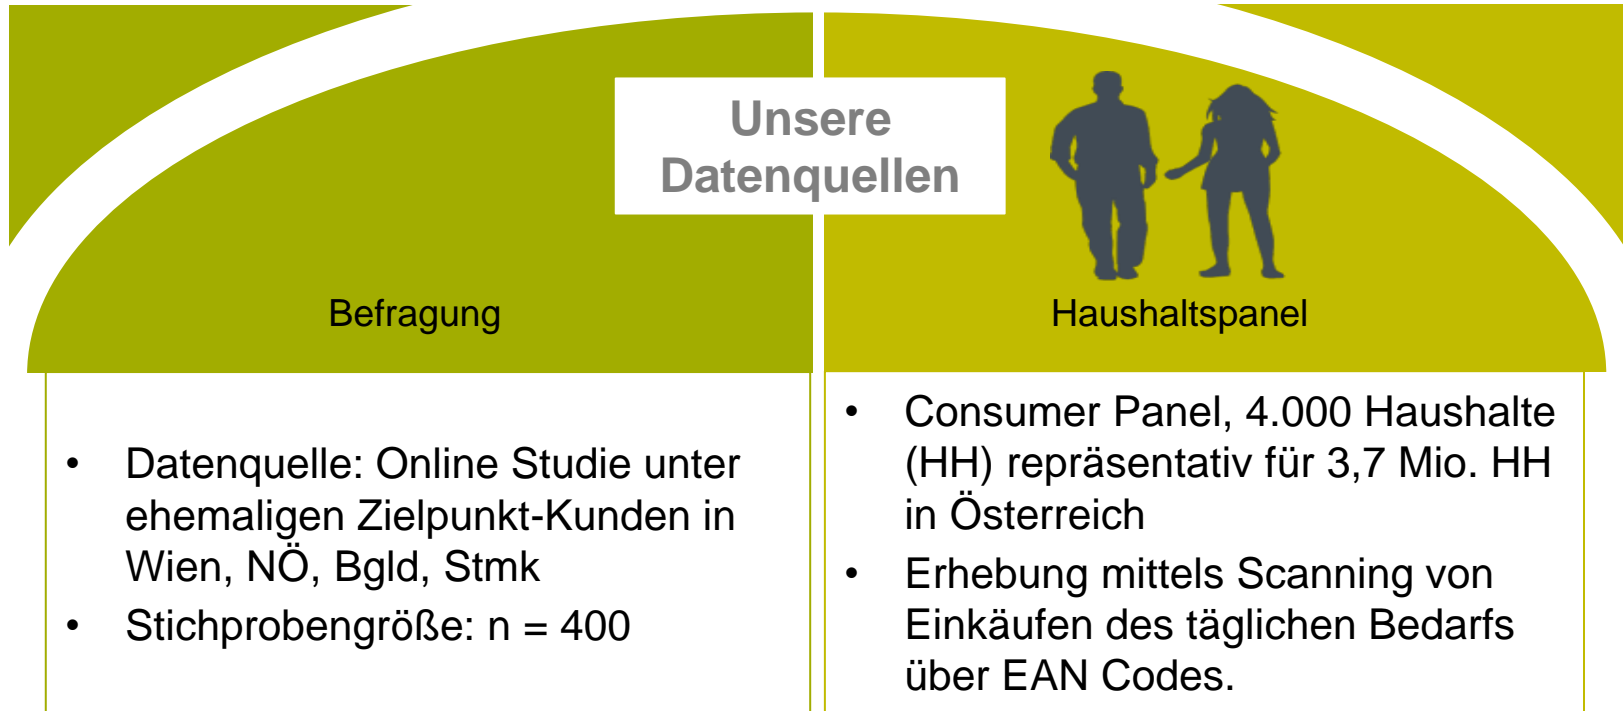 Unsere
Datenquellen
Befragung
• Datenquelle: Online Studie unter
ehemaligen Zielpunkt-Kunden in
Wien, NÖ, Bgld, Stmk
• Stichprobengröße: n = 400
Haushaltspanel
• Consumer Panel, 4.000 Haushalte
(HH) repräsentativ für 3,7 Mio. HH
in Österreich
• Erhebung mittels Scanning von
Einkäufen des täglichen Bedarfs
über EAN Codes.